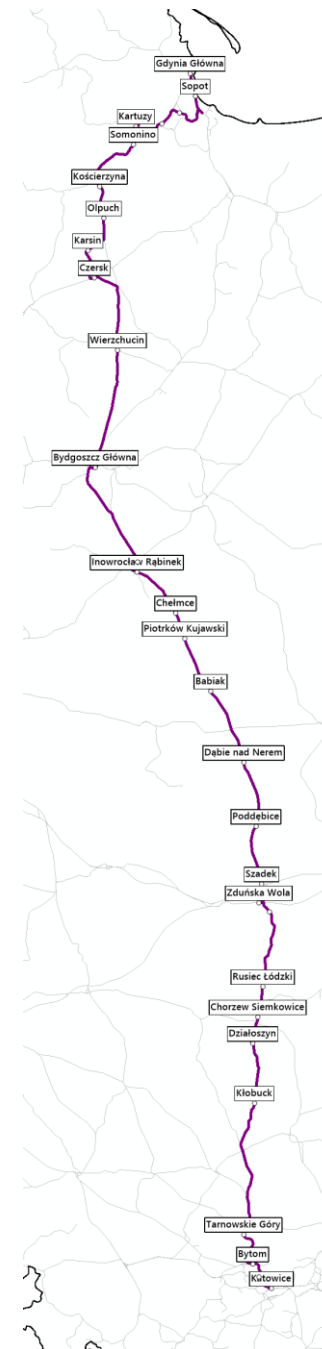 Gdynia Główna
Sopot
Kartuzy
Somonino
Kościerzyna
Olpuch
Karsin
Czersk
Wierzchucin
Bydgoszcz Główna
Inowrocław Rąbinek
Chełmce
Piotrków Kujawski
Babiak
Dąbie nad Nerem
Poddębice
Szadek
Zduńska Wola
Rusiec Łódzki
Chorzew Siemkowice
Działoszyn
Kłobuck
Tarnowskie Góry
Bytom
Katowice